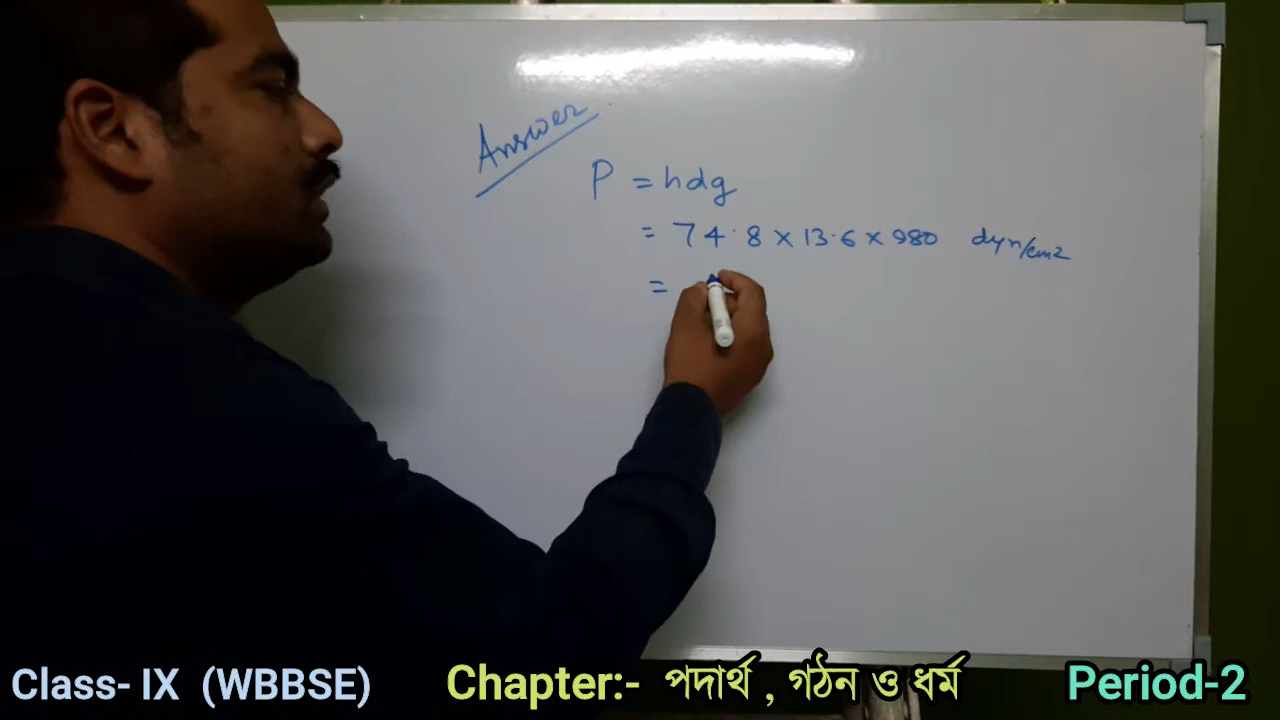 Answer
P = hdg
= 74.8 × 13.6 × 980 dyn/cm2
=
Class- IX (WBBSE) Chapter:- পদার্থ , গঠন ও ধর্ম Period-2